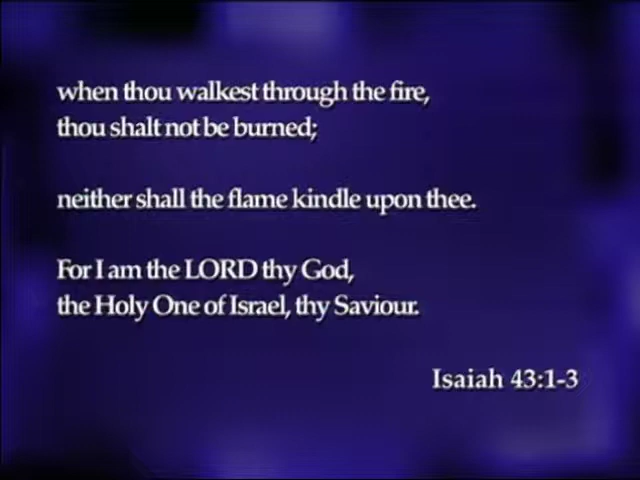 when thou walkest through the fire,
thou shalt not be burned;
neither shall the flame kindle upon thee.
For I am the LORD thy God,
the Holy One of Israel, thy Saviour.
Isaiah 43:1-3